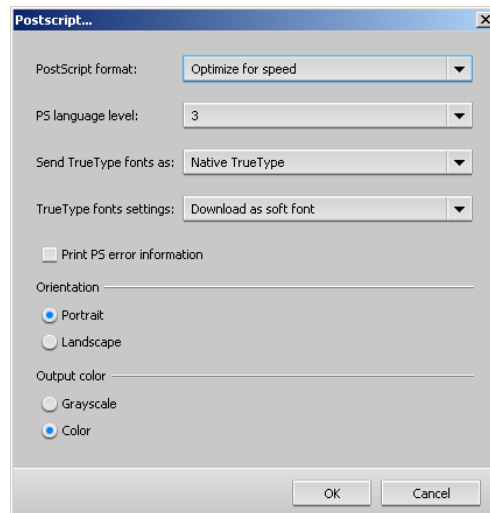 Postscript...
PostScript format: Optimize for speed
PS language level: 3
Send TrueType fonts as: Native TrueType
TrueType fonts settings: Download as soft font
Print PS error information
Orientation
Portrait
Landscape
Output color
Grayscale
Color
OK Cancel